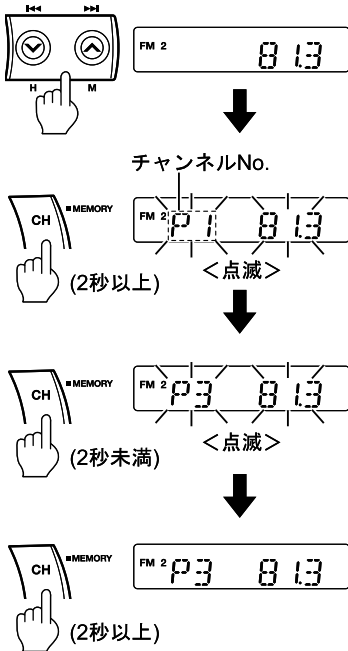 |◀◀ ▶▶|
H M
FM 2 81.3
チャンネルNo.
CH ■MEMORY
FM 2 P1 81.3
(2秒以上)
＜点滅＞
CH ■MEMORY
FM 2 P3 81.3
(2秒未満)
＜点滅＞
CH ■MEMORY
FM 2 P3 81.3
(2秒以上)